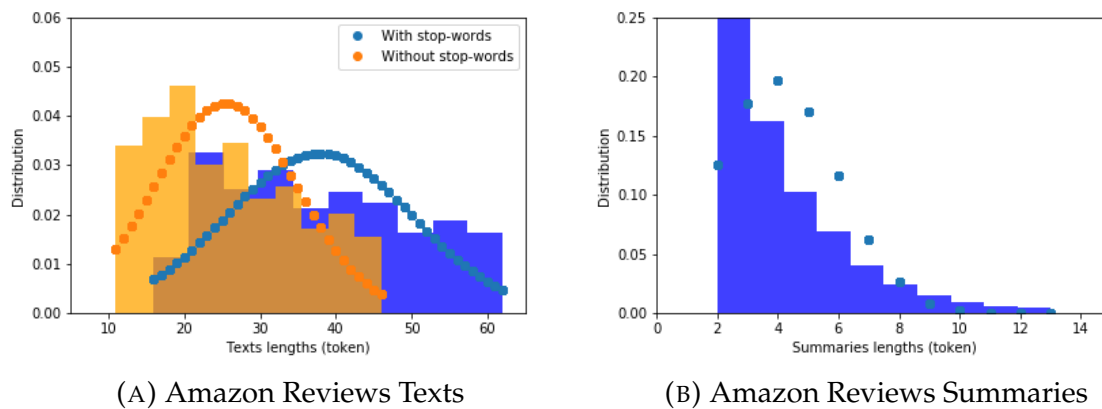 0.06
0.05
0.04
0.03
0.02
0.01
0.00
Distribution
With stop-words
Without stop-words
10 20 30 40 50 60
Texts lengths (token)
(A) Amazon Reviews Texts
0.25
0.20
0.15
0.10
0.05
0.00
Distribution
0 2 4 6 8 10 12 14
Summaries lengths (token)
(B) Amazon Reviews Summaries